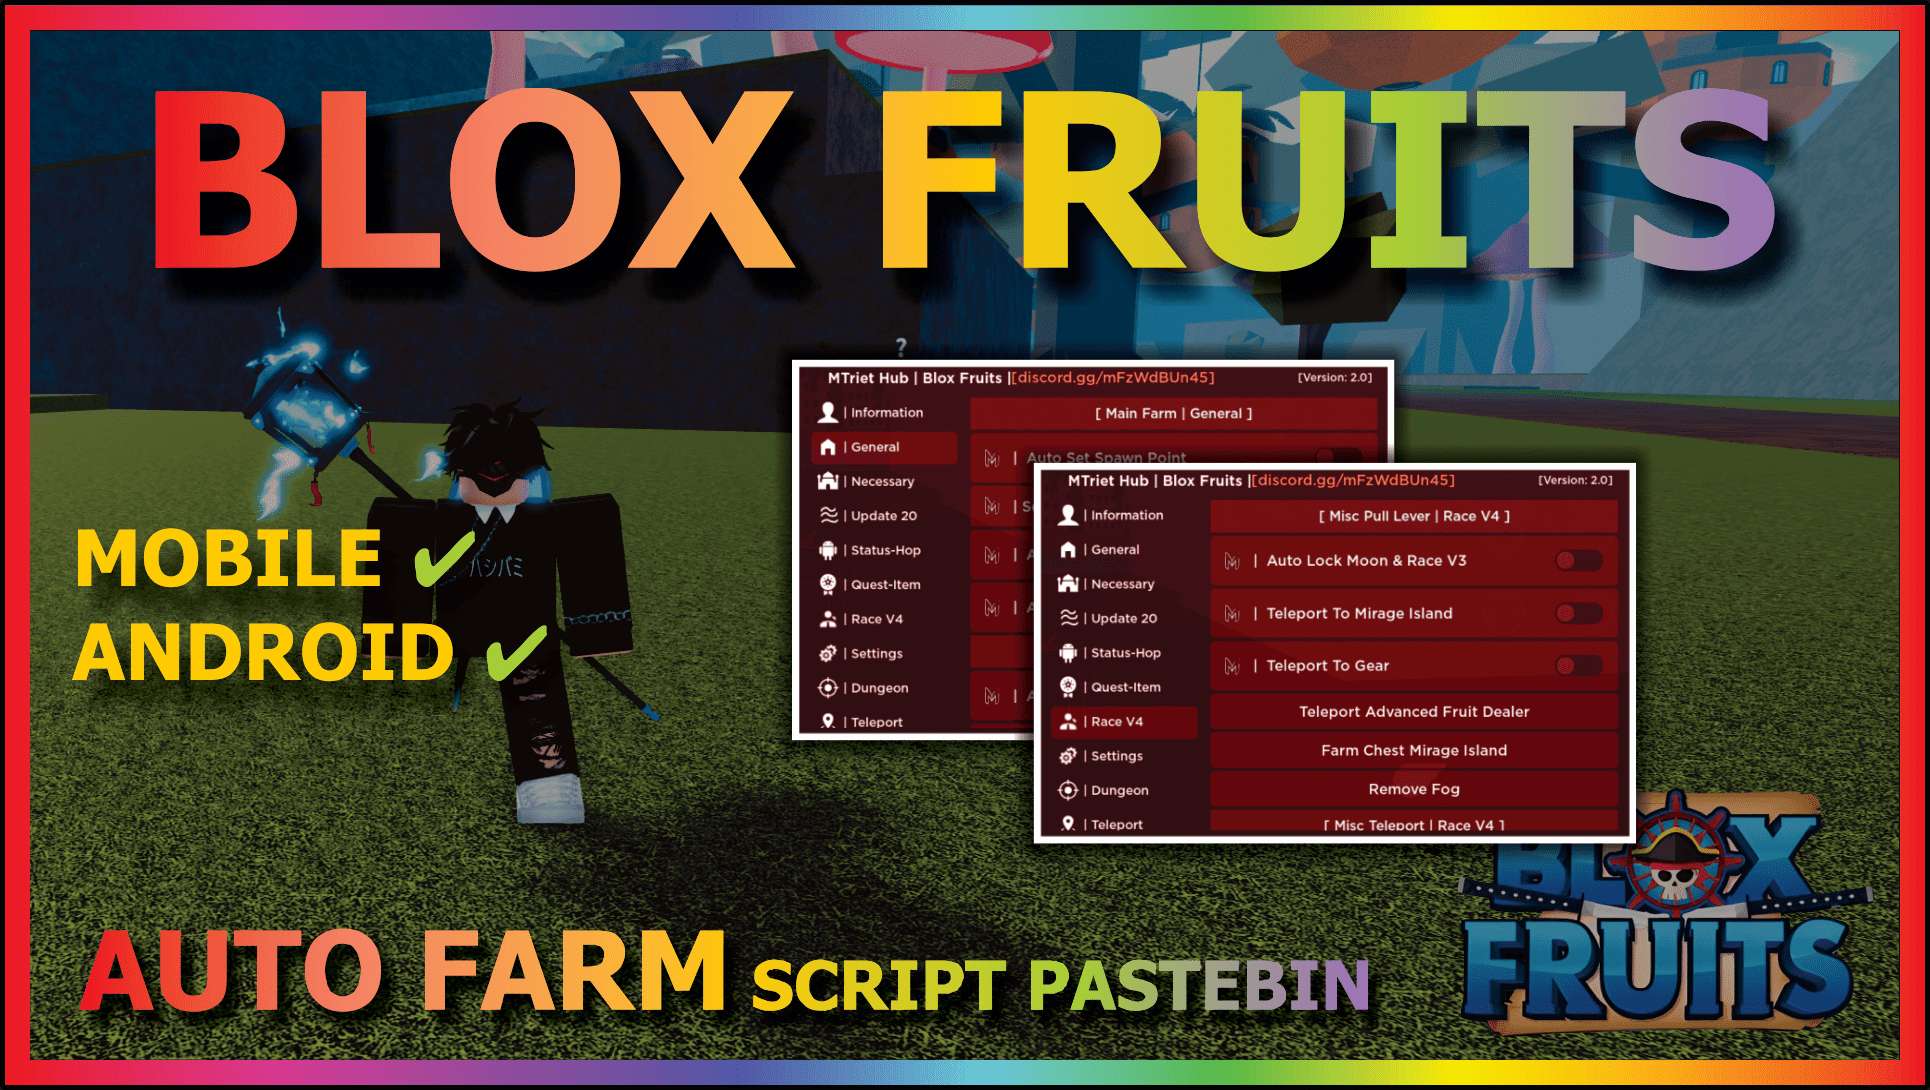 BLOX FRUITS
MOBILE ✔
ANDROID ✔
?
ハシバミ
MTriet Hub | Blox Fruits |[discord.gg/mFzWdBUn45]
[Version: 2.0]
| Information
| General
| Necessary
| Update 20
| Status-Hop
| Quest-Item
| Race V4
| Settings
| Dungeon
| Teleport
[ Main Farm | General ]
| Auto Set Spawn Point
MTriet Hub | Blox Fruits |[discord.gg/mFzWdBUn45]
[Version: 2.0]
| Information
| General
| Necessary
| Update 20
| Status-Hop
| Quest-Item
| Race V4
| Settings
| Dungeon
| Teleport
[ Misc Pull Lever | Race V4 ]
| Auto Lock Moon & Race V3
| Teleport To Mirage Island
| Teleport To Gear
Teleport Advanced Fruit Dealer
Farm Chest Mirage Island
Remove Fog
[ Misc Teleport | Race V4 ]
AUTO FARM SCRIPT PASTEBIN
BLOX
FRUITS